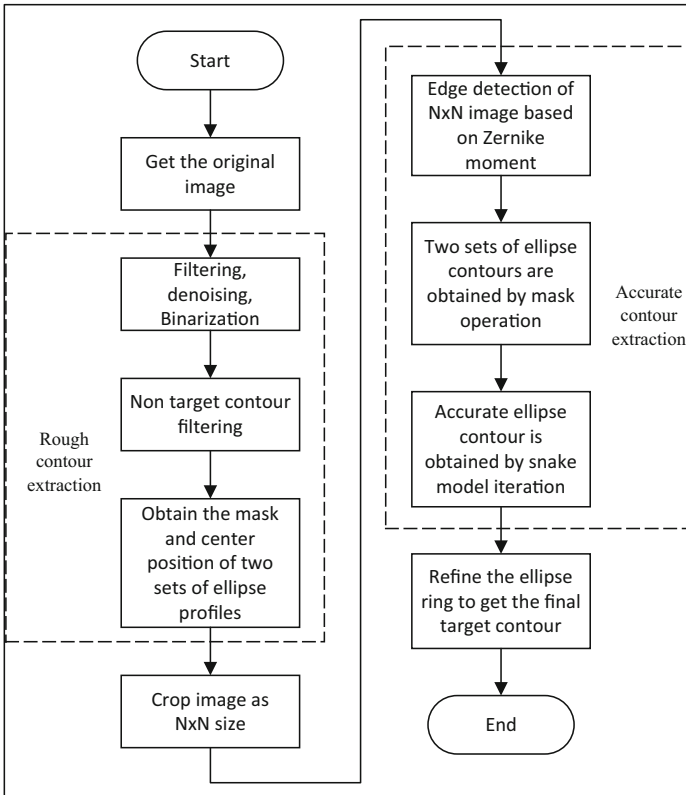 Start
Get the original
image
Filtering,
denoising,
Binarization
Non target contour
filtering
Rough
contour
extraction
Obtain the mask
and center
position of two
sets of ellipse
profiles
Crop image as
NxN size
Edge detection of
NxN image based
on Zernike
moment
Two sets of ellipse
contours are
obtained by mask
operation
Accurate
contour
extraction
Accurate ellipse
contour is
obtained by snake
model iteration
Refine the ellipse
ring to get the final
target contour
End